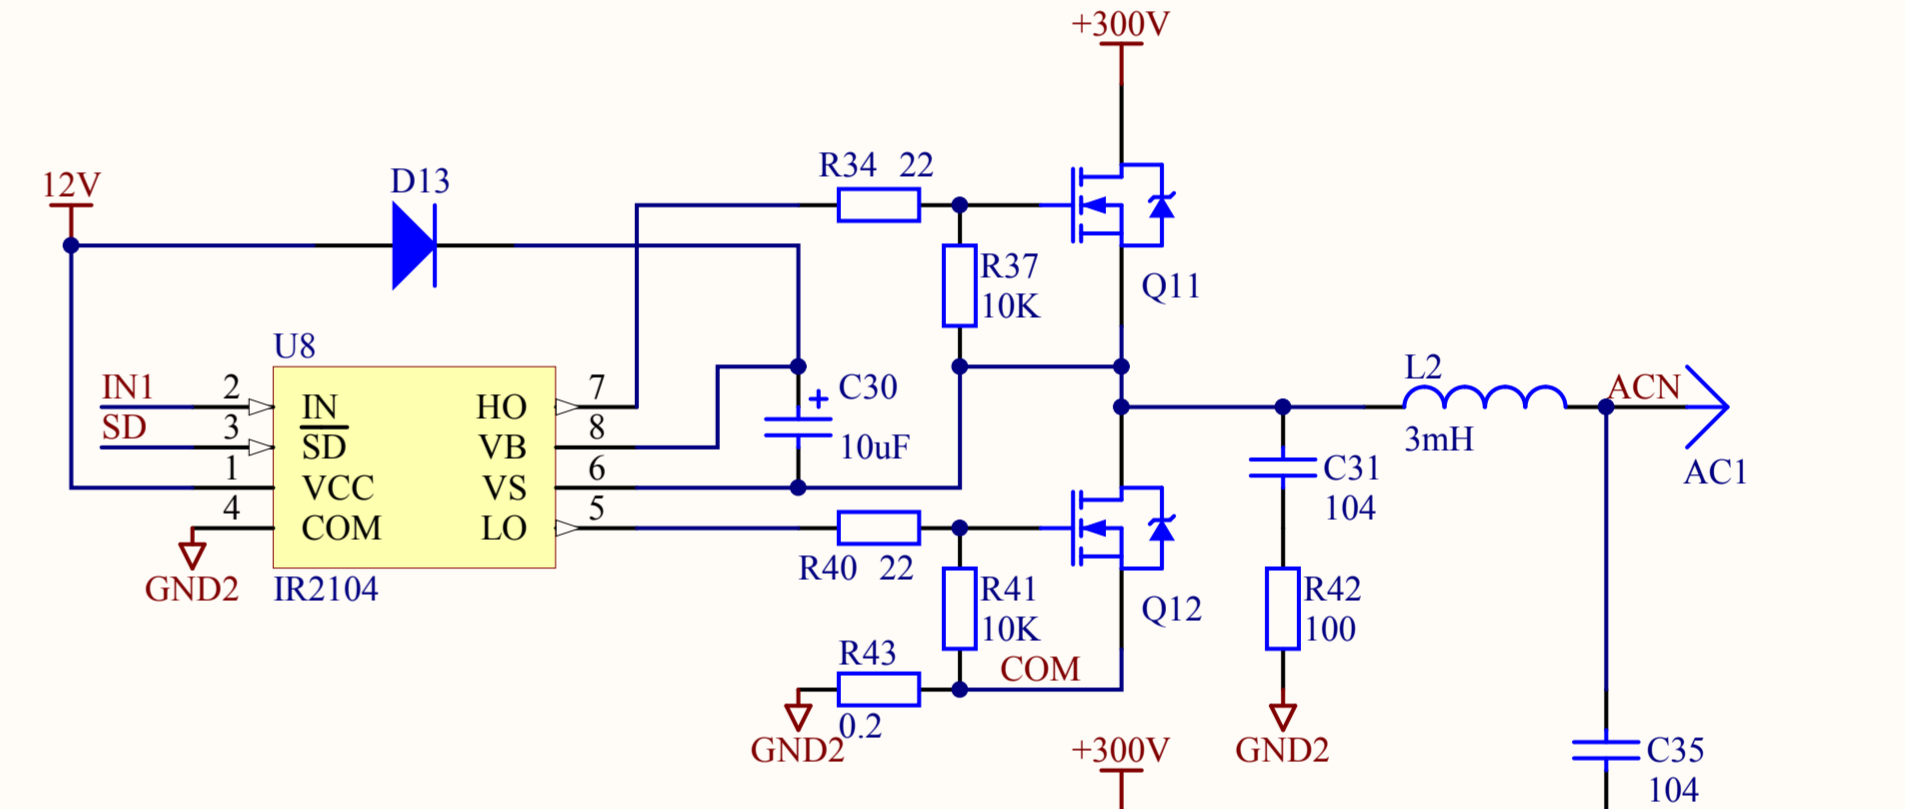 +300V
R34 22
D13
12V
R37
10K
Q11
U8
L2
IN1 2 IN HO 7
C30
ACN
SD 3 SD VB 8
10uF
3mH
1 VCC VS 6
C31
AC1
4 COM LO 5
104
GND2
IR2104
R40 22
R41
10K
Q12
R42
100
R43
COM
0.2
GND2
+300V
GND2
C35
104